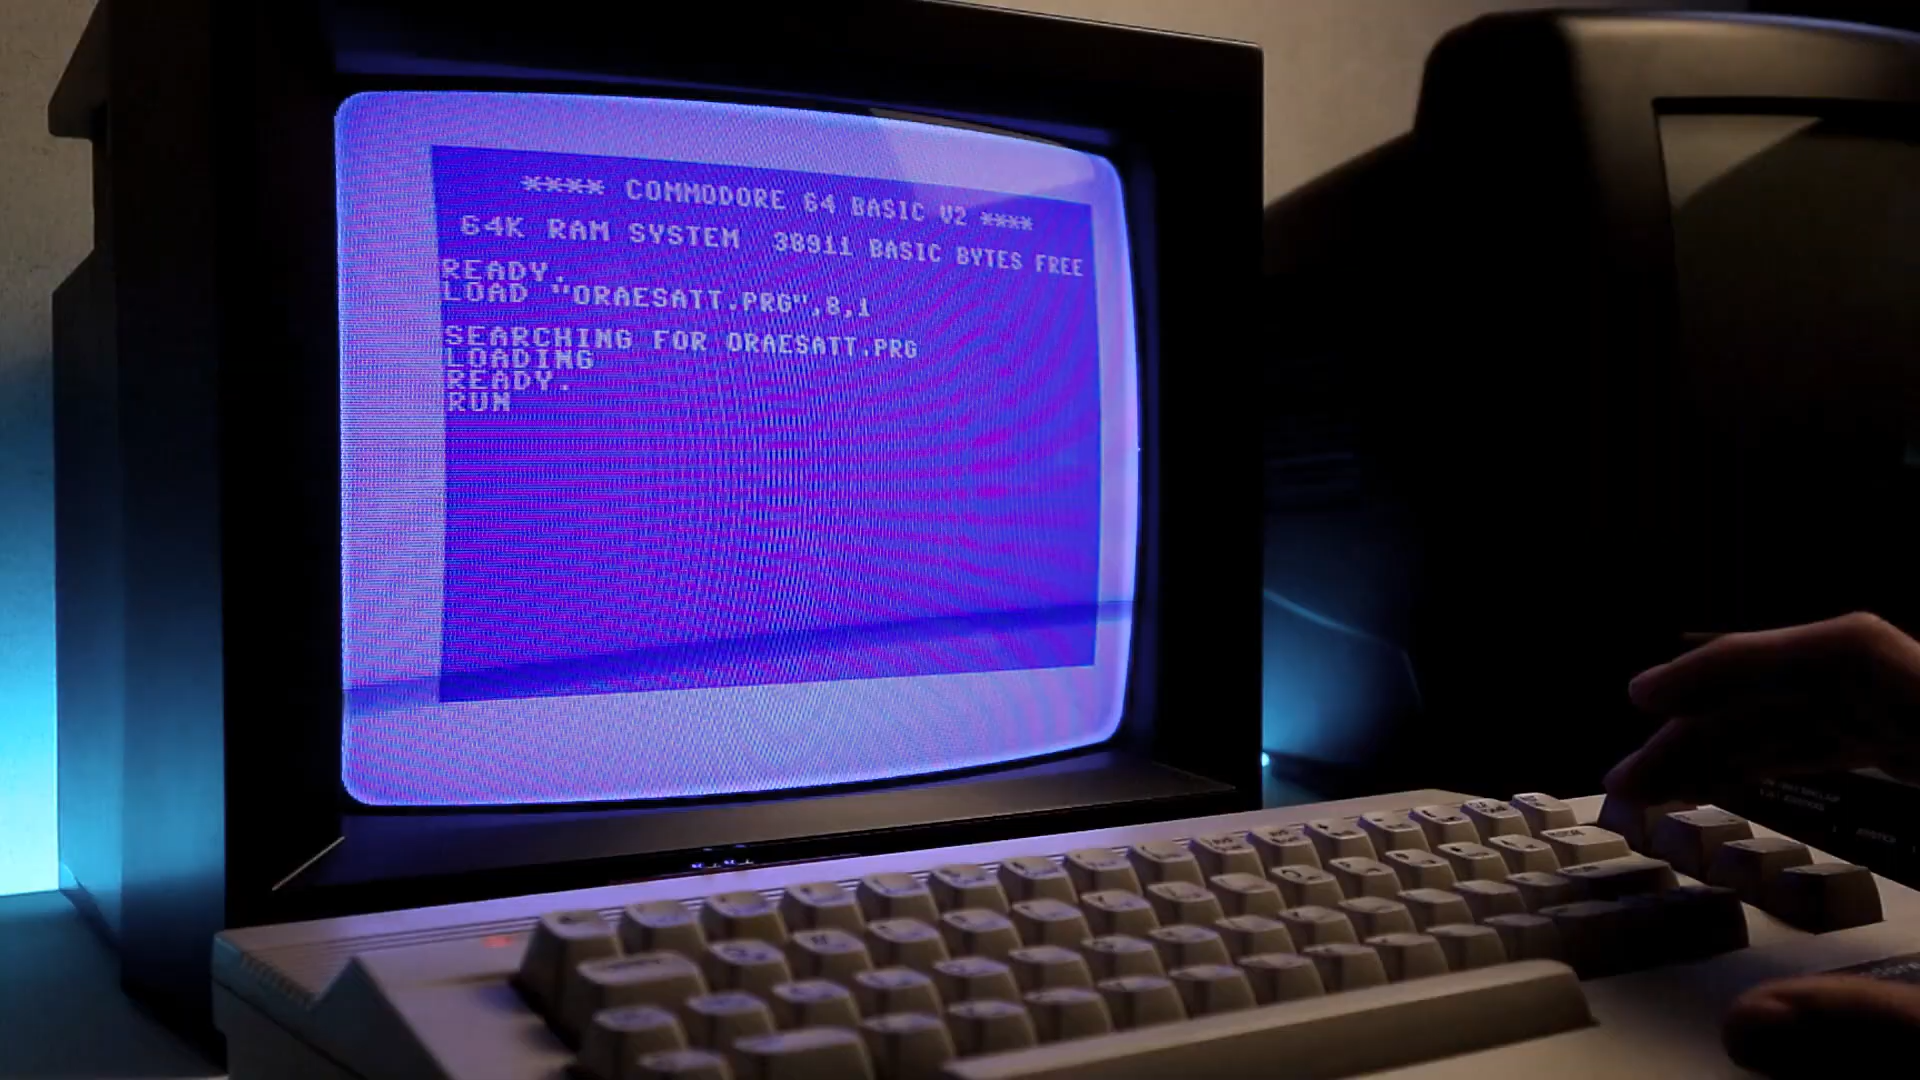 **** COMMODORE 64 BASIC V2 ****
64K RAM SYSTEM  38911 BASIC BYTES FREE
READY.
LOAD "ORAESATT.PRG",8,1
SEARCHING FOR ORAESATT.PRG
LOADING
READY.
RUN